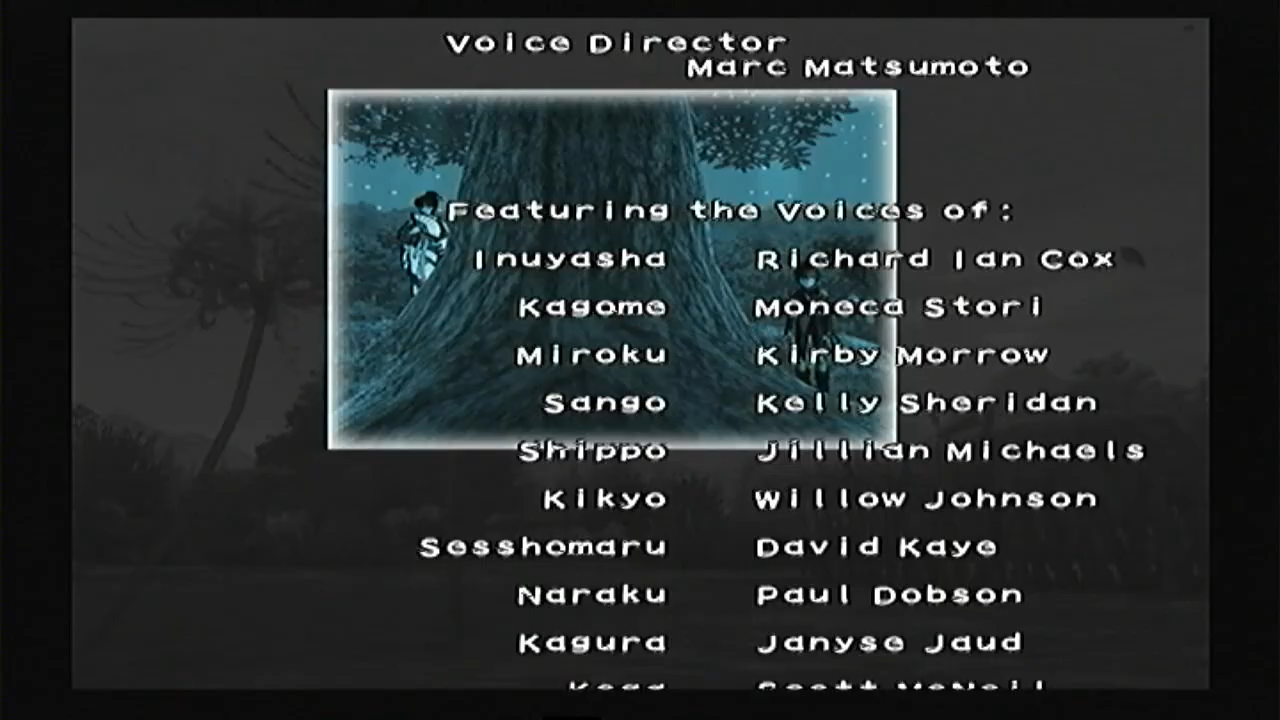 Voice Director
Marc Matsumoto
Featuring the Voices of:
Inuyasha Richard Ian Cox
Kagome Moneca Stori
Miroku Kirby Morrow
Sango Kelly Sheridan
Shippo Jillian Michaels
Kikyo Willow Johnson
Sesshomaru David Kaye
Naraku Paul Dobson
Kagura Janyse Jaud